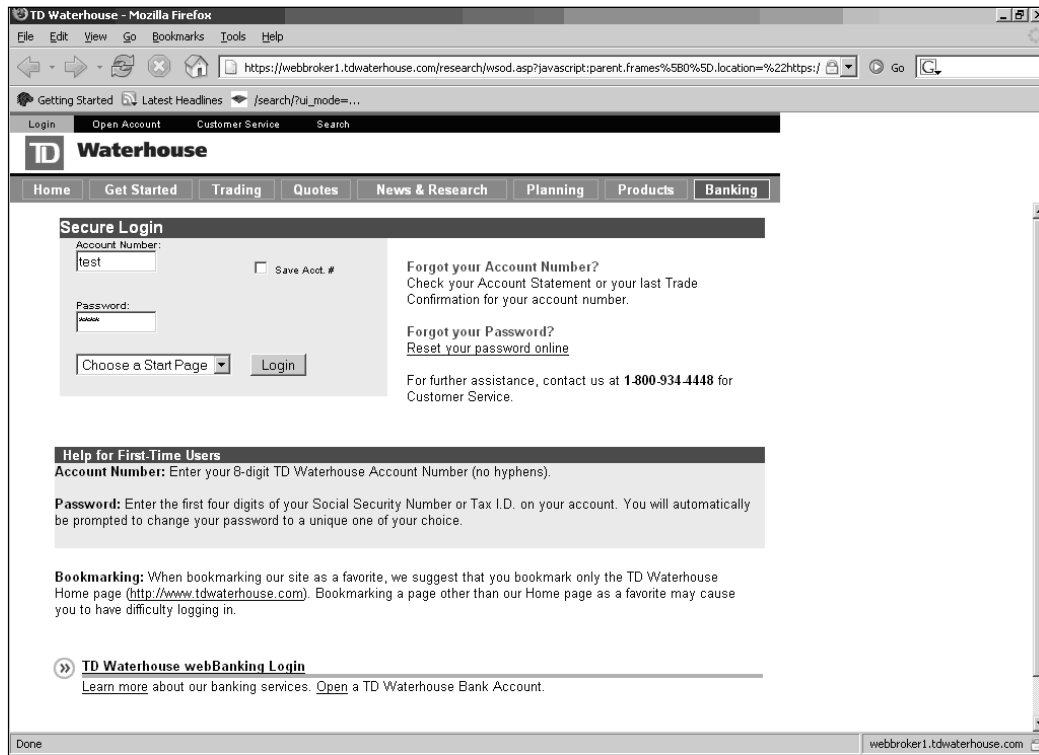 TD Waterhouse - Mozilla Firefox
File Edit View Go Bookmarks Tools Help
https://webbroker1.tdwaterhouse.com/research/wsod.asp?javascript:parent.frames%5B0%5D.location=%22https:/ Go G
Getting Started Latest Headlines /search/?ui_mode=...
Login Open Account Customer Service Search
TD Waterhouse
Home Get Started Trading Quotes News & Research Planning Products Banking
Secure Login
Account Number:
test
Save Acct. #
Password:
****
Choose a Start Page Login
Forgot your Account Number?
Check your Account Statement or your last Trade
Confirmation for your account number.
Forgot your Password?
Reset your password online
For further assistance, contact us at 1-800-934-4448 for
Customer Service.
Help for First-Time Users
Account Number: Enter your 8-digit TD Waterhouse Account Number (no hyphens).
Password: Enter the first four digits of your Social Security Number or Tax I.D. on your account. You will automatically
be prompted to change your password to a unique one of your choice.
Bookmarking: When bookmarking our site as a favorite, we suggest that you bookmark only the TD Waterhouse
Home page (http://www.tdwaterhouse.com). Bookmarking a page other than our Home page as a favorite may cause
you to have difficulty logging in.
TD Waterhouse webBanking Login
Learn more about our banking services. Open a TD Waterhouse Bank Account.
Done webbroker1.tdwaterhouse.com